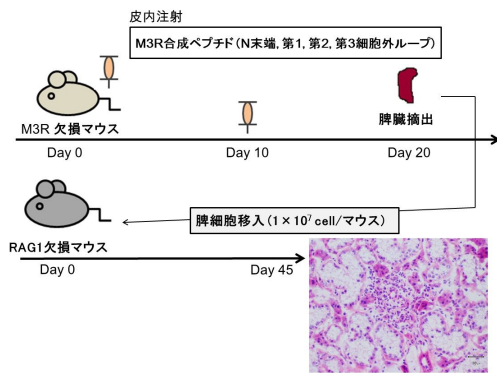 皮内注射
M3R合成ペプチド（N末端, 第1, 第2, 第3細胞外ループ）
M3R 欠損マウス
脾臓摘出
Day 0
Day 10
Day 20
脾細胞移入（1×10⁷ cell/マウス）
RAG1欠損マウス
Day 0
Day 45